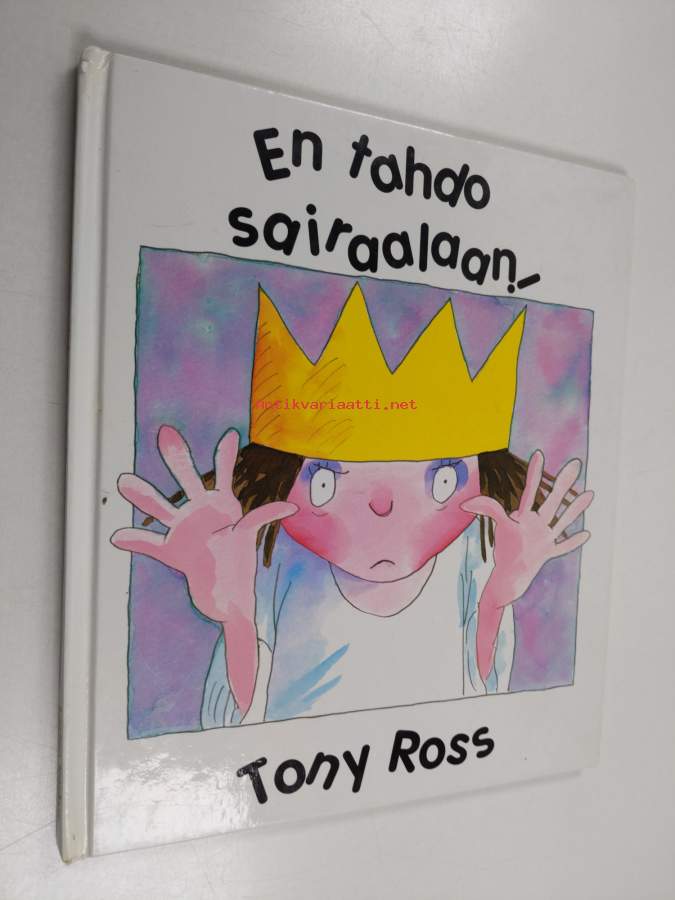 En tahdo
sairaalaan!
Antikvariaatti.net
Tony Ross